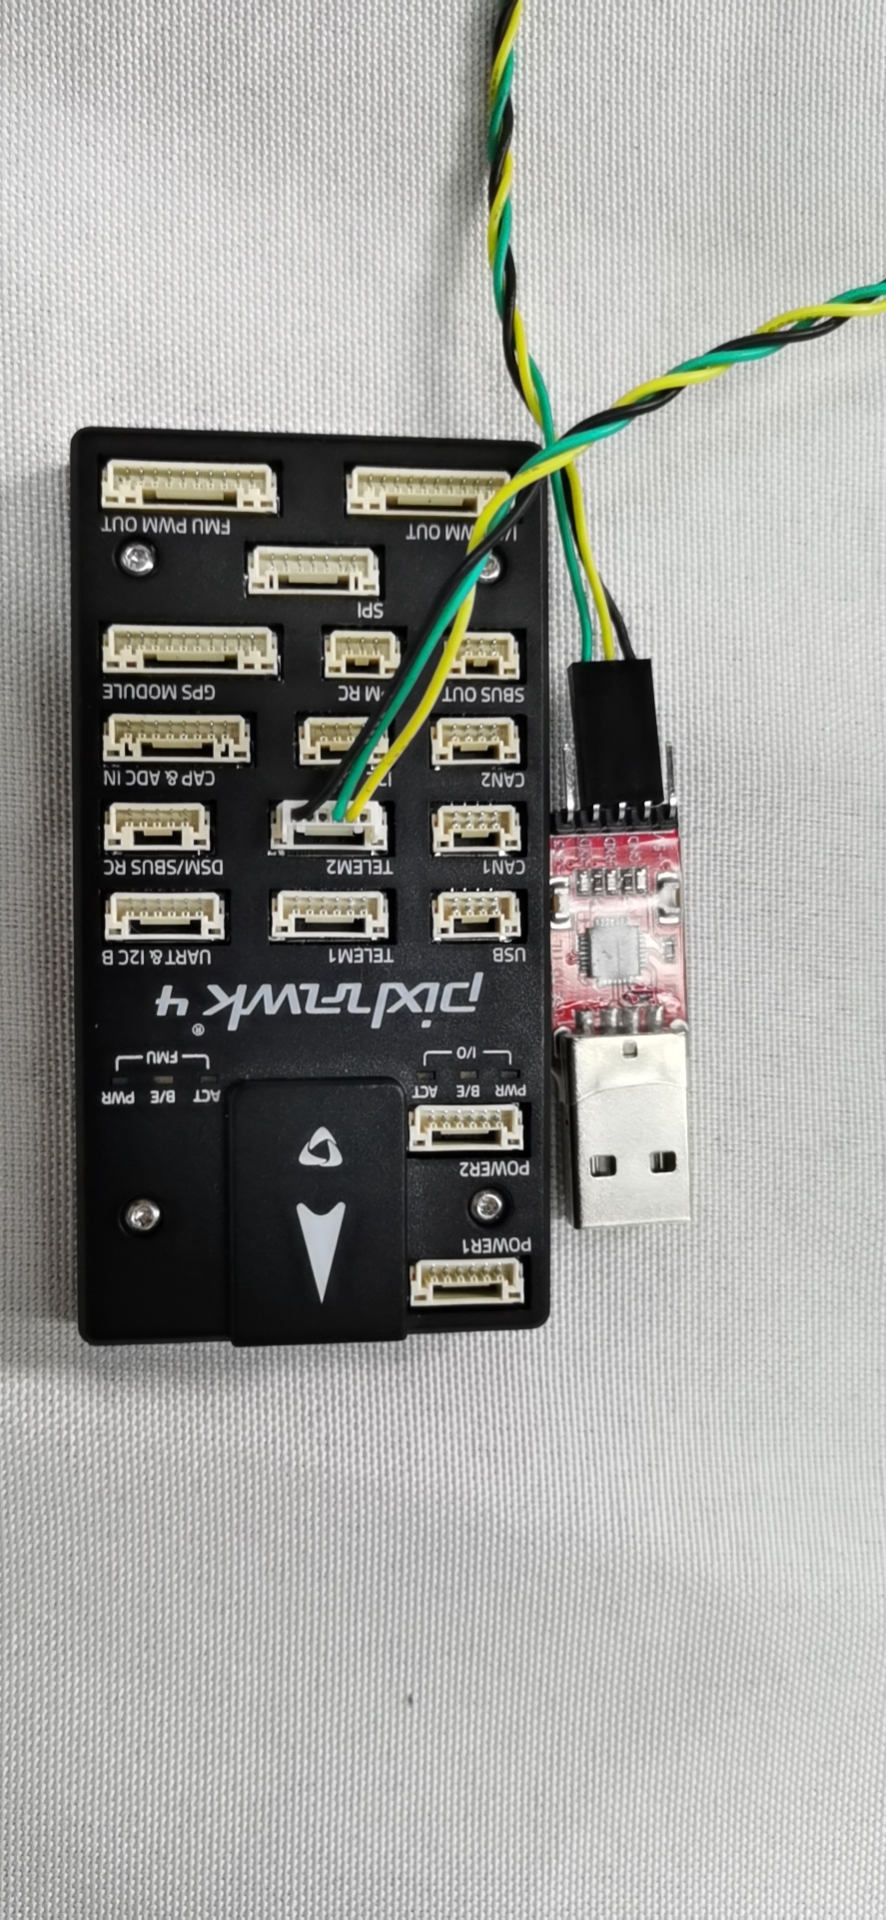 POWER1
POWER2
PWR B/E ACT
I/O
ACT B/E PWR
FMU
pixhawk 4®
USB TELEM1 UART & I2C B
CAN1 TELEM2 DSM/SBUS RC
CAN2 CAP & ADC IN
SBUS OUT RC GPS MODULE
SPI
PWM OUT FMU PWM OUT